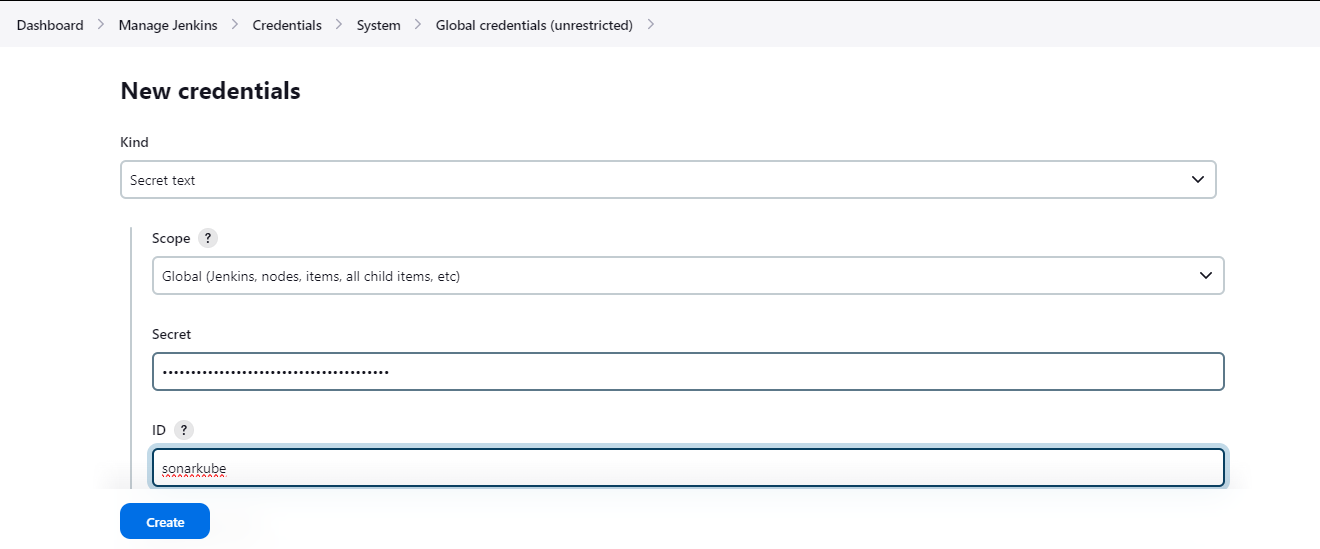 Dashboard > Manage Jenkins > Credentials > System > Global credentials (unrestricted) >
New credentials
Kind
Secret text
Scope ?
Global (Jenkins, nodes, items, all child items, etc)
Secret
••••••••••••••••••••••••••••••••••••••••
ID ?
sonarkube
Create